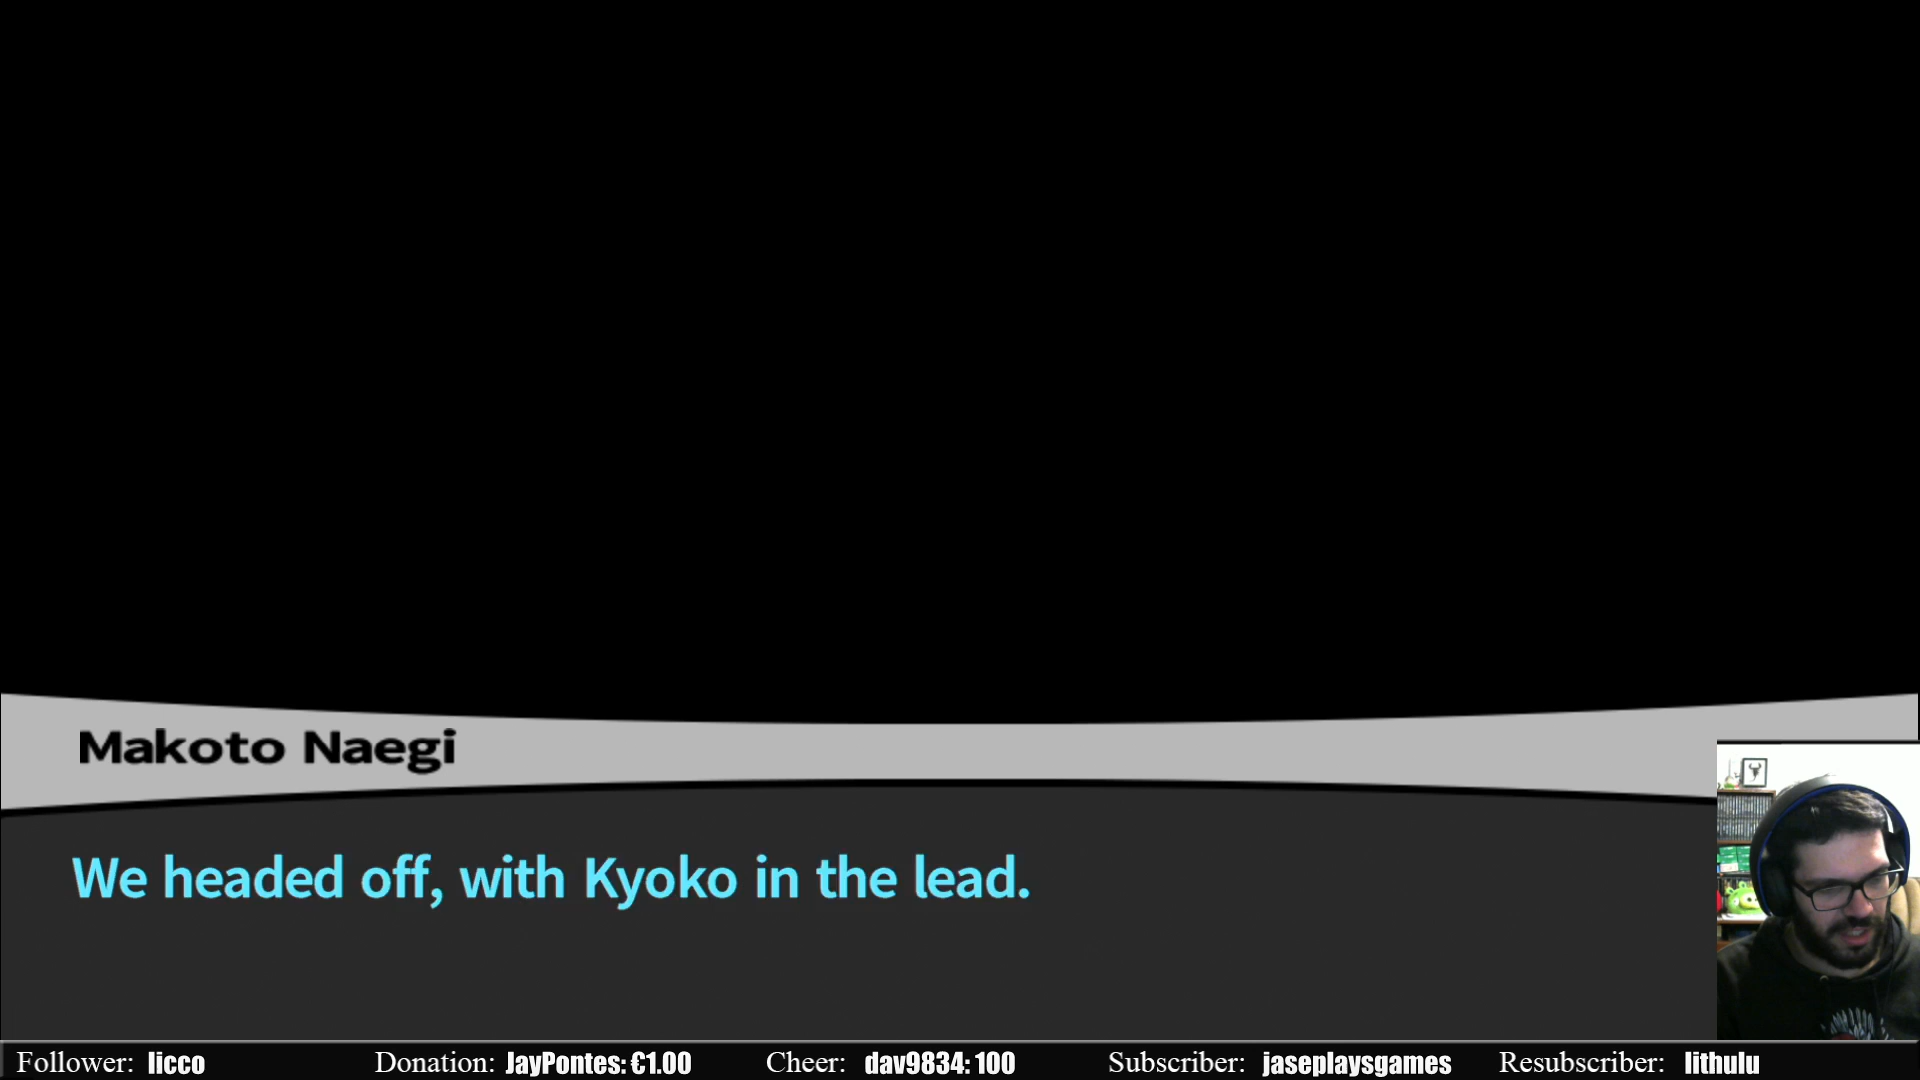 Makoto Naegi
We headed off, with Kyoko in the lead.
Follower: licco Donation: JayPontes: €1.00 Cheer: dav9834: 100 Subscriber: jaseplaysgames Resubscriber: lithulu